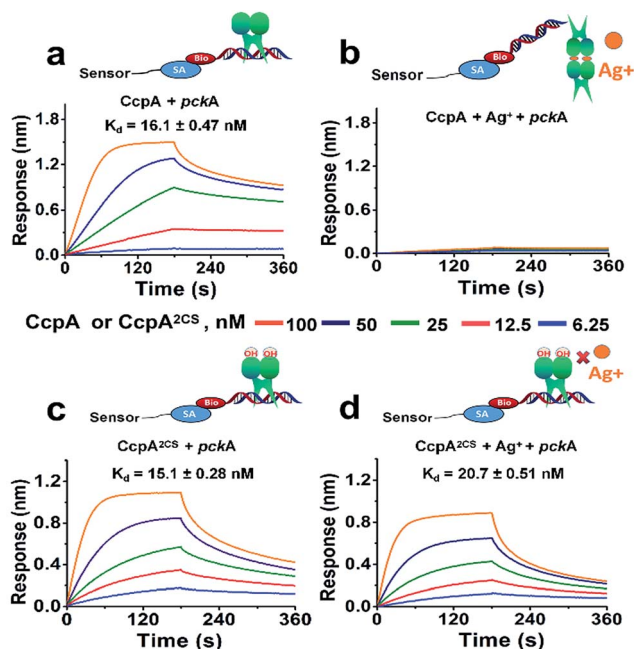 a
Sensor
SA
Bio
CcpA + pckA
Kd = 16.1 ± 0.47 nM
Response (nm)
1.8
1.2
0.6
0.0
0 120 240 360
Time (s)
b
Sensor
SA
Bio
Ag+
CcpA + Ag⁺ + pckA
Response (nm)
1.8
1.2
0.6
0.0
0 120 240 360
Time (s)
CcpA or CcpA²ᶜˢ , nM 100 50 25 12.5 6.25
c
Sensor
SA
Bio
OH OH
CcpA²ᶜˢ + pckA
Kd = 15.1 ± 0.28 nM
Response (nm)
1.2
0.8
0.4
0.0
0 120 240 360
Time (s)
d
Sensor
SA
Bio
OH OH
Ag+
CcpA²ᶜˢ + Ag⁺ + pckA
Kd = 20.7 ± 0.51 nM
Response (nm)
1.2
0.8
0.4
0.0
0 120 240 360
Time (s)